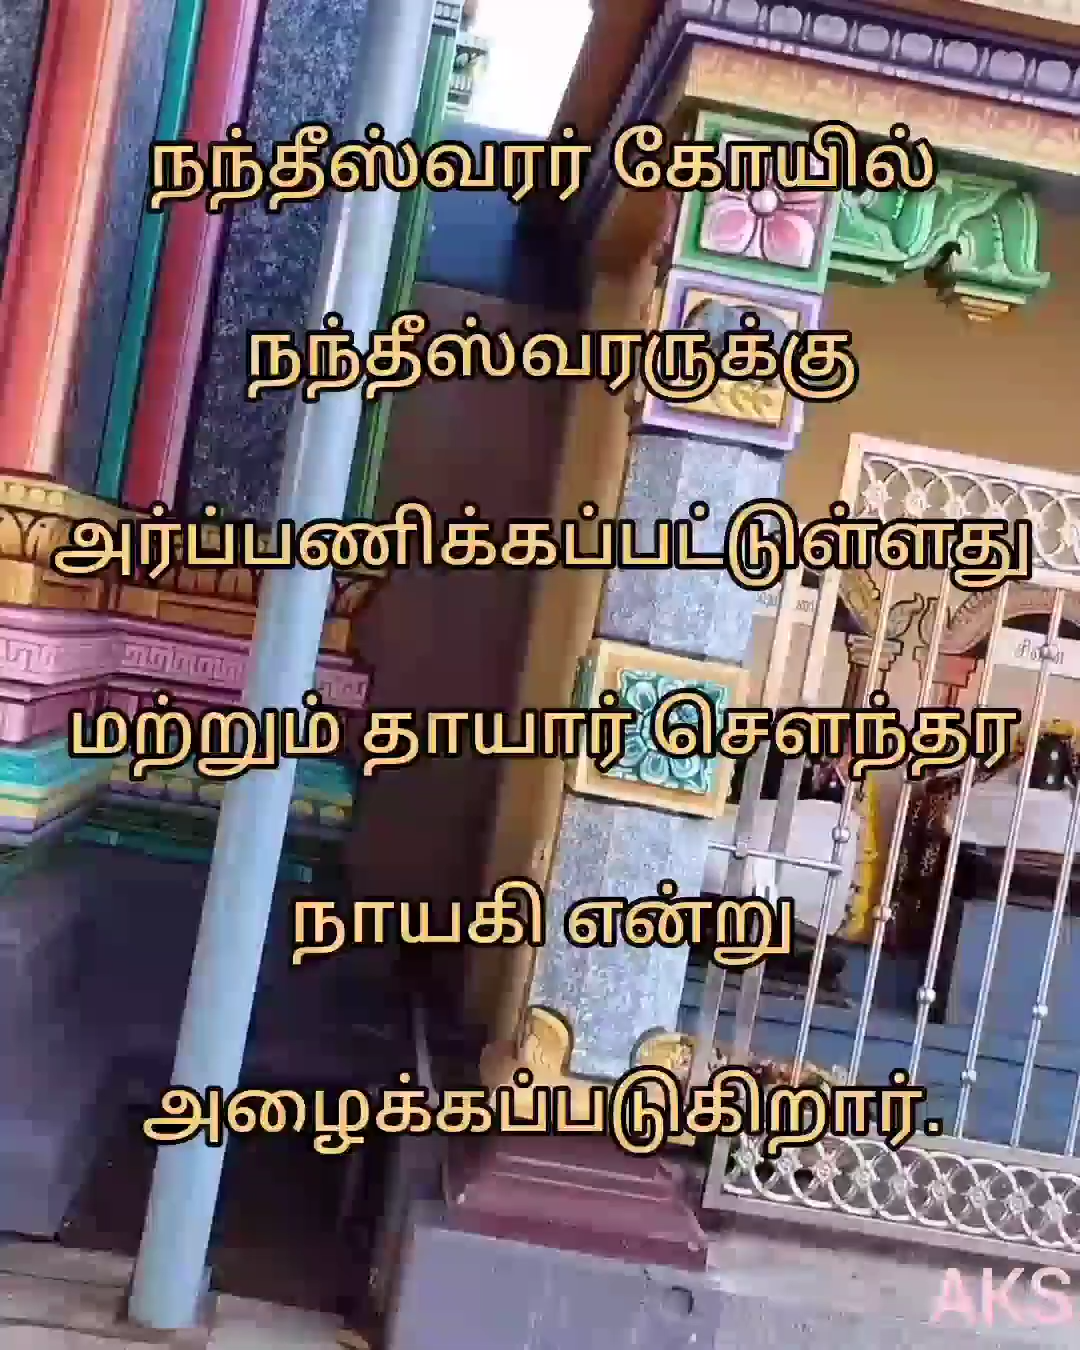 நந்தீஸ்வரர் கோயில்
நந்தீஸ்வரருக்கு
அர்ப்பணிக்கப்பட்டுள்ளது
மற்றும் தாயார் சௌந்தர
நாயகி என்று
அழைக்கப்படுகிறார்.
AKS